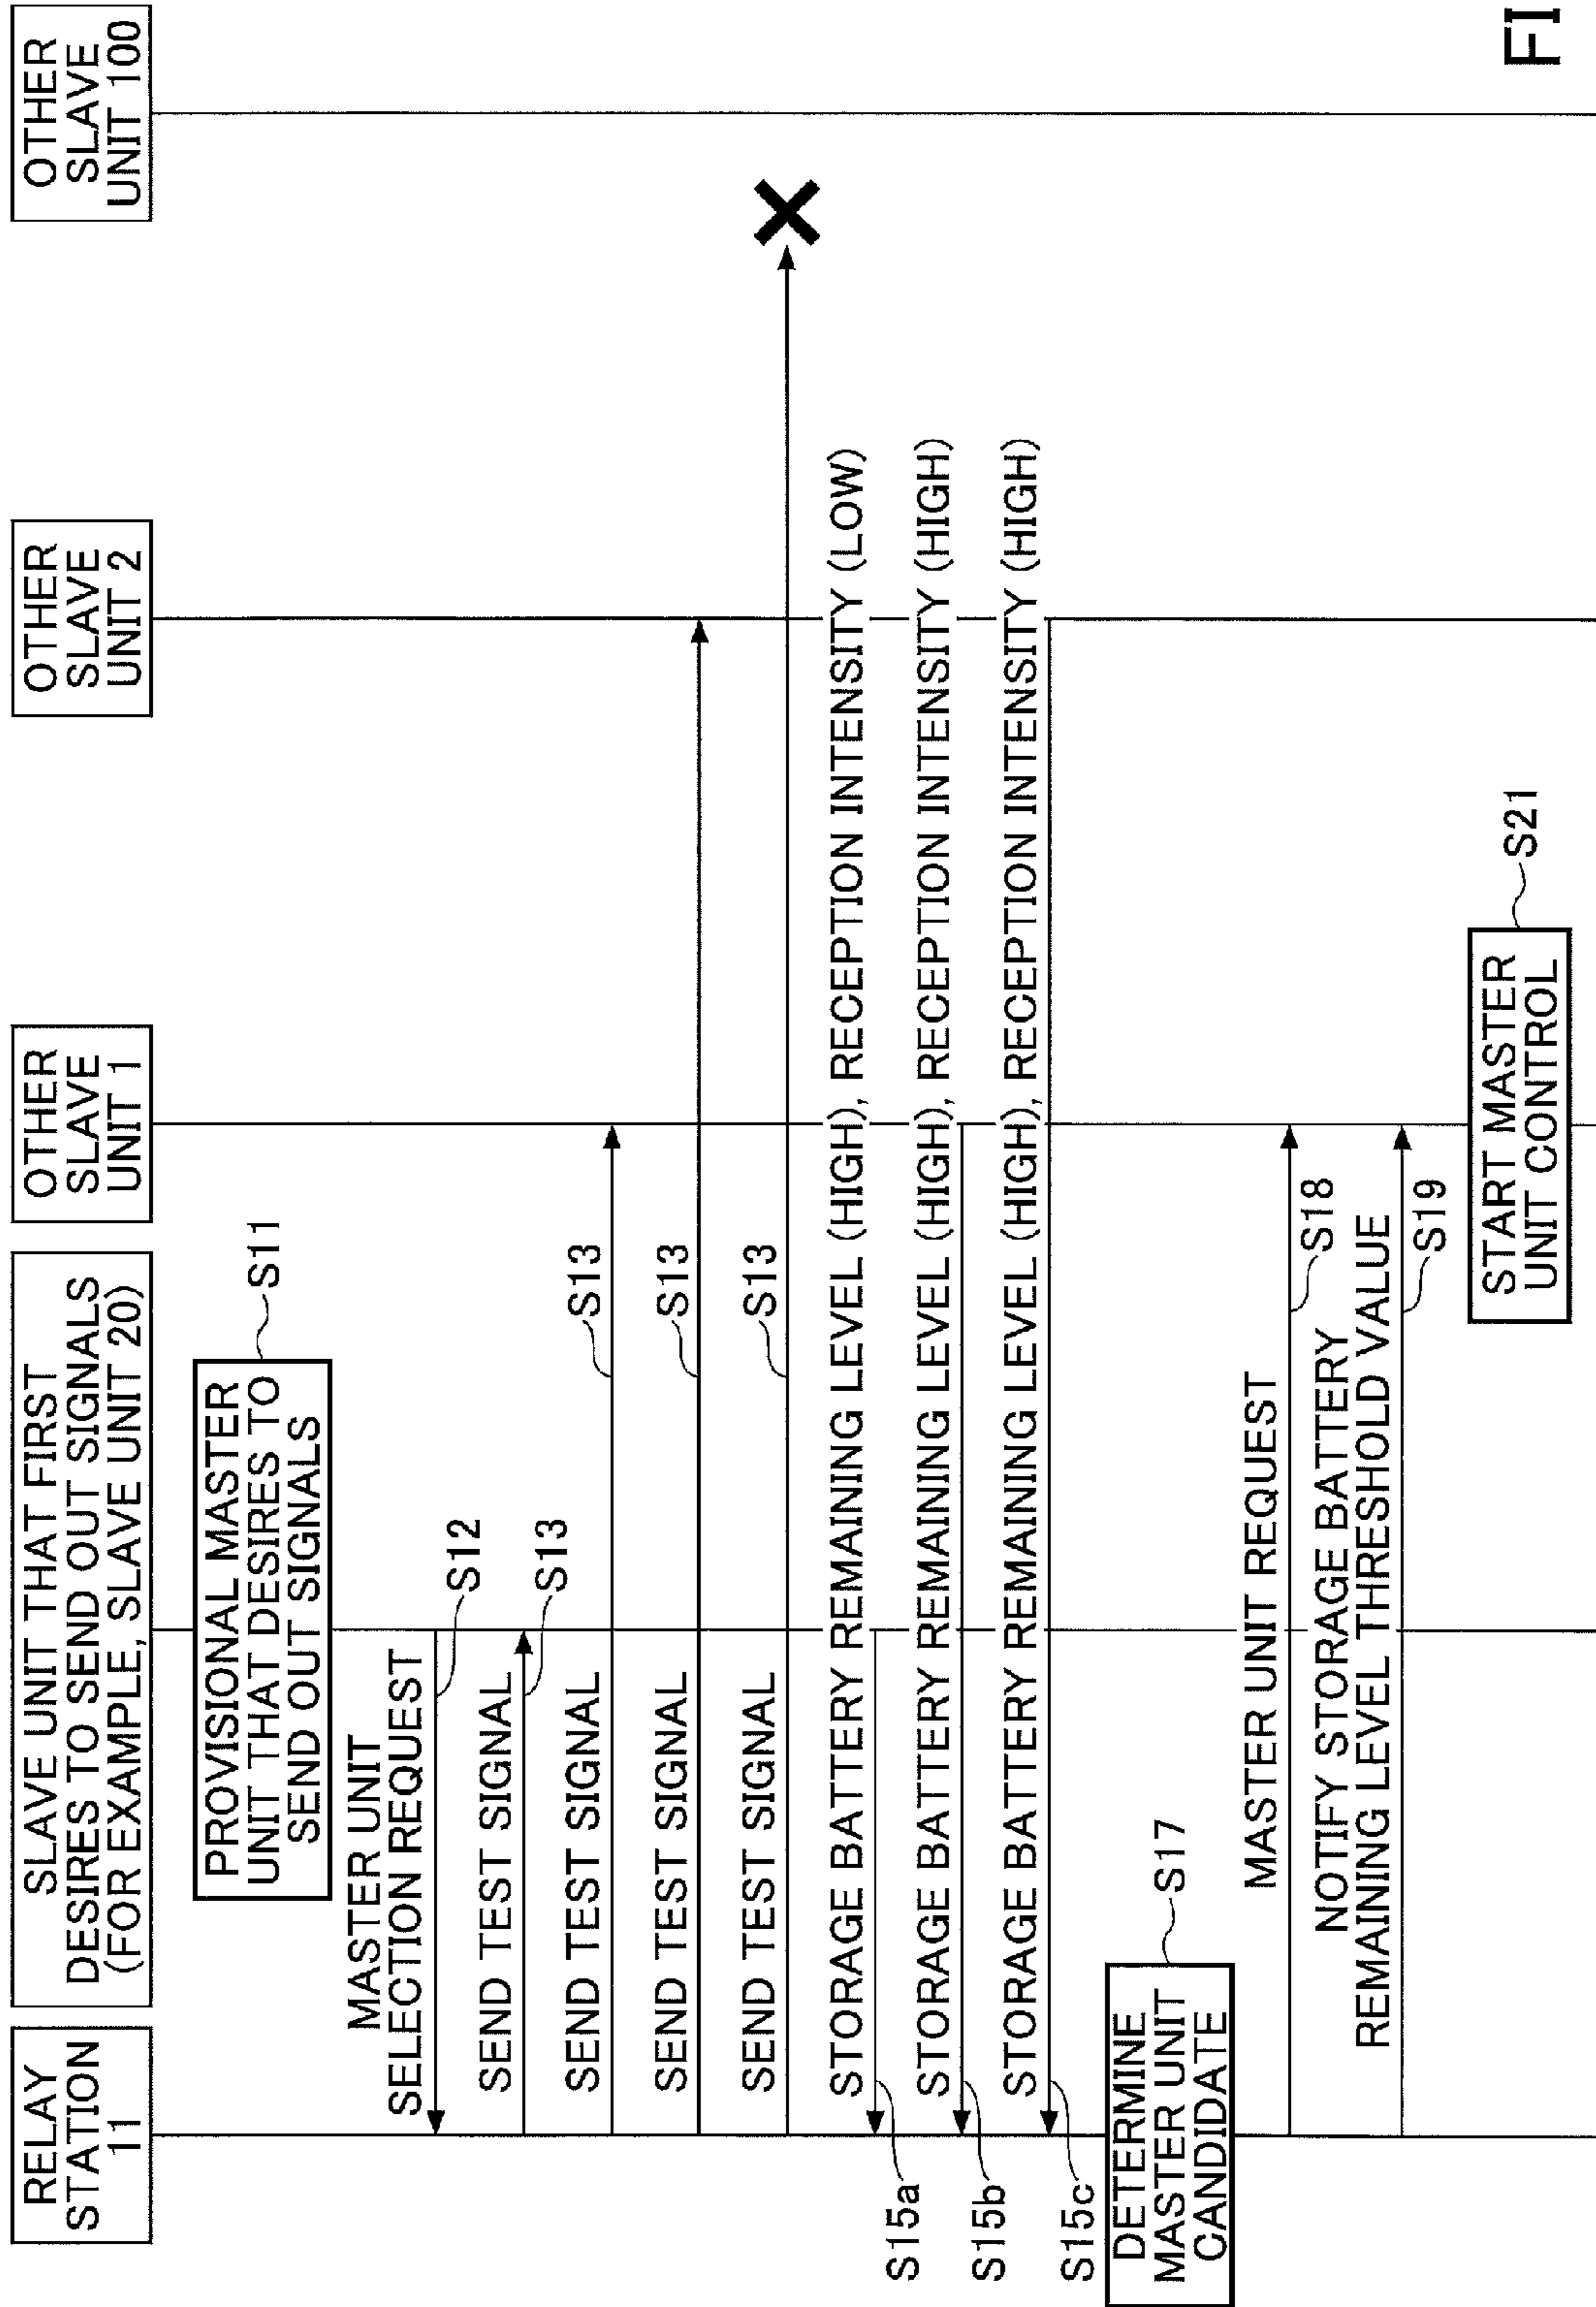 RELAY
STATION
11
SLAVE UNIT THAT FIRST
DESIRES TO SEND OUT SIGNALS
(FOR EXAMPLE, SLAVE UNIT 20)
OTHER
SLAVE
UNIT 1
OTHER
SLAVE
UNIT 2
OTHER
SLAVE
UNIT 100
PROVISIONAL MASTER
UNIT THAT DESIRES TO
SEND OUT SIGNALS
S11
MASTER UNIT
SELECTION REQUEST
S12
SEND TEST SIGNAL
S13
SEND TEST SIGNAL
S13
SEND TEST SIGNAL
S13
SEND TEST SIGNAL
S13
STORAGE BATTERY REMAINING LEVEL (HIGH), RECEPTION INTENSITY (LOW)
S15a
STORAGE BATTERY REMAINING LEVEL (HIGH), RECEPTION INTENSITY (HIGH)
S15b
STORAGE BATTERY REMAINING LEVEL (HIGH), RECEPTION INTENSITY (HIGH)
S15c
DETERMINE
MASTER UNIT
CANDIDATE
S17
MASTER UNIT REQUEST
S18
NOTIFY STORAGE BATTERY
REMAINING LEVEL THRESHOLD VALUE
S19
START MASTER
UNIT CONTROL
S21
FI